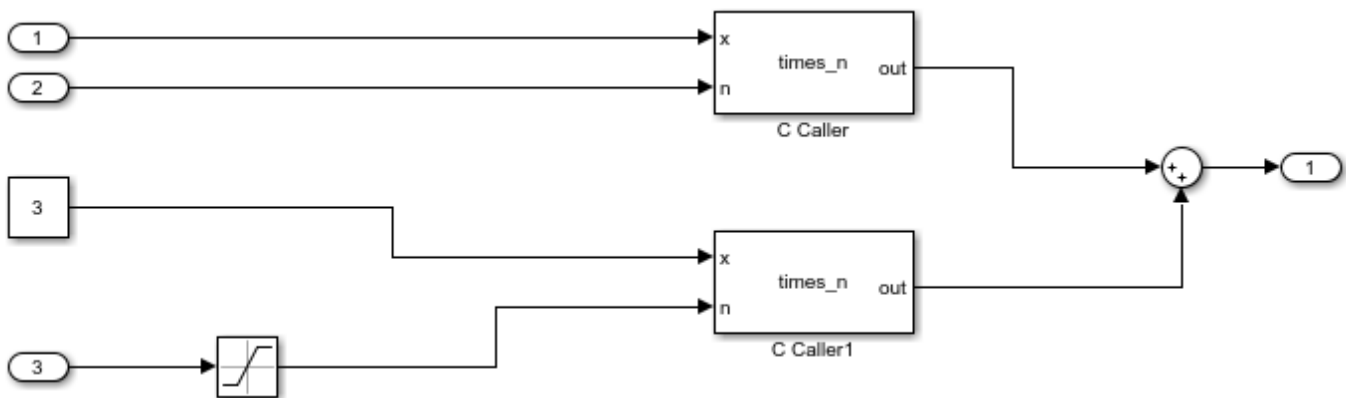 1
x
times_n
out
2
n
C Caller
+
+
1
3
x
times_n
out
n
3
C Caller1